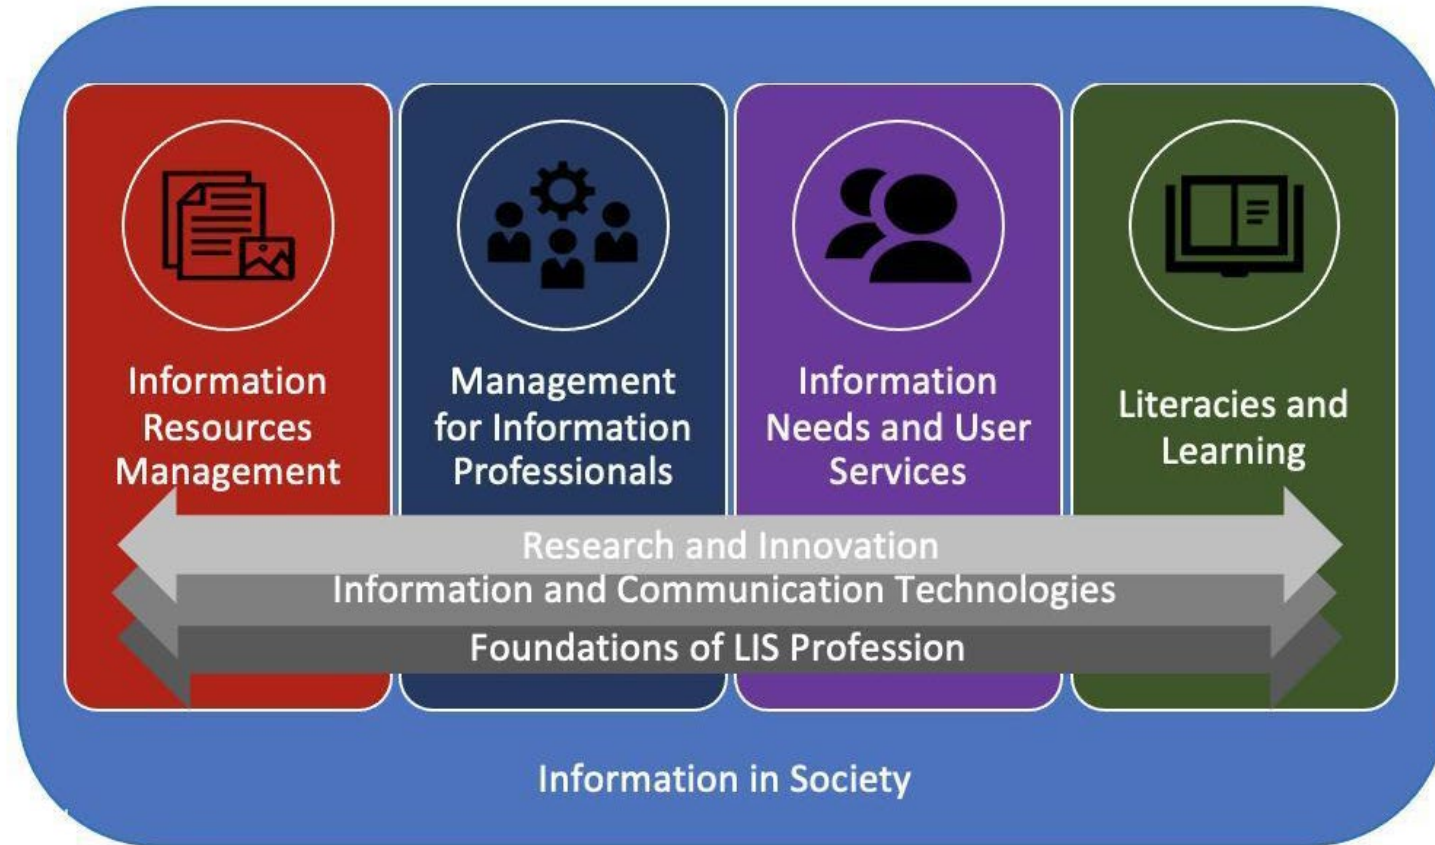 Information
Resources
Management
Management
for Information
Professionals
Information
Needs and User
Services
Literacies and
Learning
Research and Innovation
Information and Communication Technologies
Foundations of LIS Profession
Information in Society